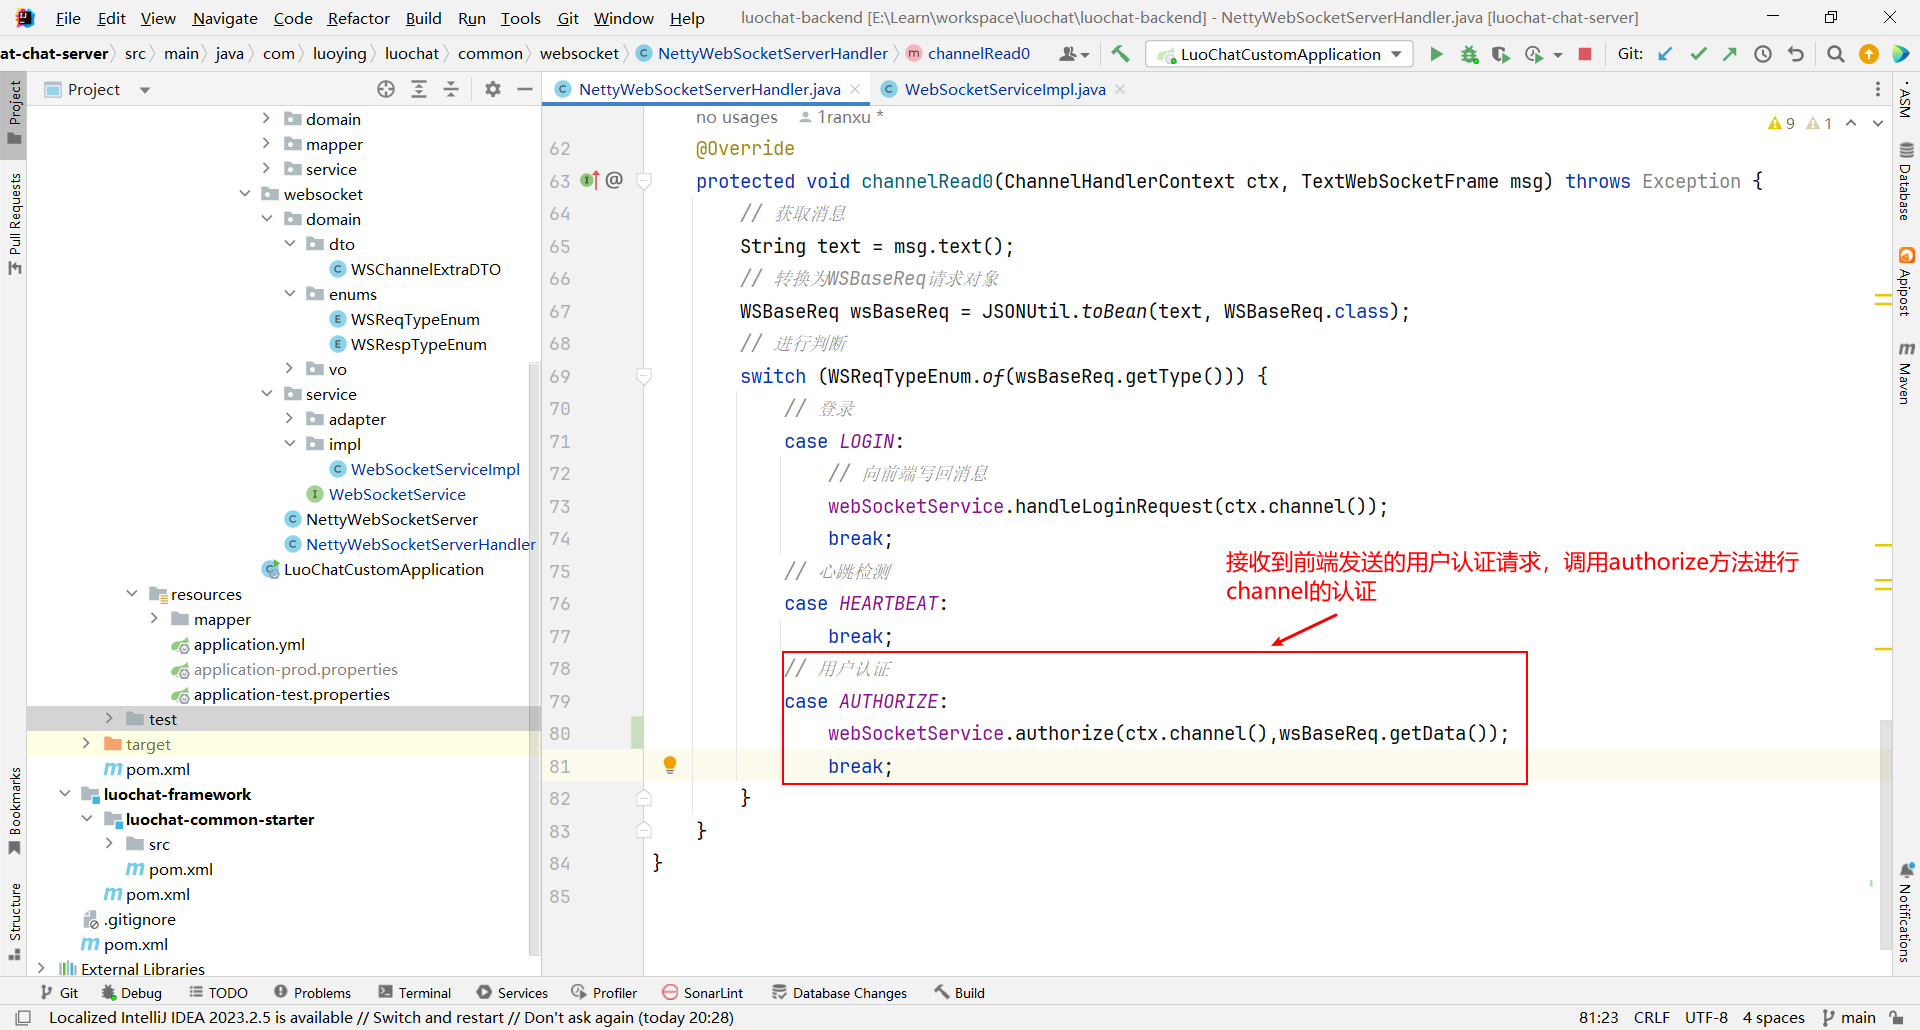 File Edit View Navigate Code Refactor Build Run Tools Git Window Help luochat-backend [E:\Learn\workspace\luochat\luochat-backend] - NettyWebSocketServerHandler.java [luochat-chat-server]
at-chat-server src main java com luoying luochat common websocket NettyWebSocketServerHandler channelRead0 LuoChatCustomApplication Git:
Project
NettyWebSocketServerHandler.java
WebSocketServiceImpl.java
Project
Pull Requests
Bookmarks
Structure
domain
mapper
service
websocket
domain
dto
WSChannelExtraDTO
enums
WSReqTypeEnum
WSRespTypeEnum
vo
service
adapter
impl
WebSocketServiceImpl
WebSocketService
NettyWebSocketServer
NettyWebSocketServerHandler
LuoChatCustomApplication
resources
mapper
application.yml
application-prod.properties
application-test.properties
test
target
pom.xml
luochat-framework
luochat-common-starter
src
pom.xml
pom.xml
.gitignore
pom.xml
External Libraries
no usages 1ranxu *
9 1
62 @Override
63 @ protected void channelRead0(ChannelHandlerContext ctx, TextWebSocketFrame msg) throws Exception {
64 // 获取消息
65 String text = msg.text();
66 // 转换为WSBaseReq请求对象
67 WSBaseReq wsBaseReq = JSONUtil.toBean(text, WSBaseReq.class);
68 // 进行判断
69 switch (WSReqTypeEnum.of(wsBaseReq.getType())) {
70 // 登录
71 case LOGIN:
72 // 向前端写回消息
73 webSocketService.handleLoginRequest(ctx.channel());
74 break;
75 // 心跳检测
76 case HEARTBEAT:
77 break;
78 // 用户认证
79 case AUTHORIZE:
80 webSocketService.authorize(ctx.channel(),wsBaseReq.getData());
81 break;
82 }
83 }
84 }
85
接收到前端发送的用户认证请求，调用authorize方法进行
channel的认证
ASM
Database
Apipost
Maven
Notifications
Git Debug TODO Problems Terminal Services Profiler SonarLint Database Changes Build
Localized IntelliJ IDEA 2023.2.5 is available // Switch and restart // Don't ask again (today 20:28) 81:23 CRLF UTF-8 4 spaces main